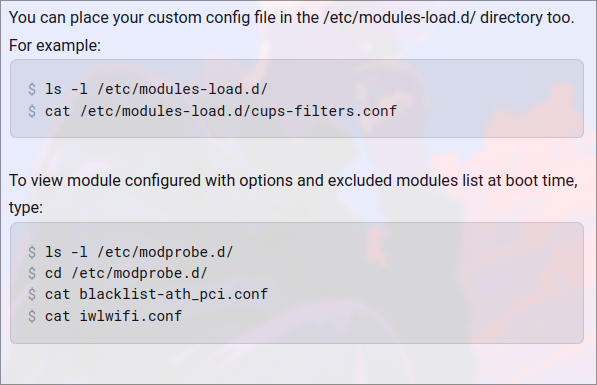 You can place your custom config file in the /etc/modules-load.d/ directory too.
For example:
$ ls -l /etc/modules-load.d/
$ cat /etc/modules-load.d/cups-filters.conf
To view module configured with options and excluded modules list at boot time,
type:
$ ls -l /etc/modprobe.d/
$ cd /etc/modprobe.d/
$ cat blacklist-ath_pci.conf
$ cat iwlwifi.conf